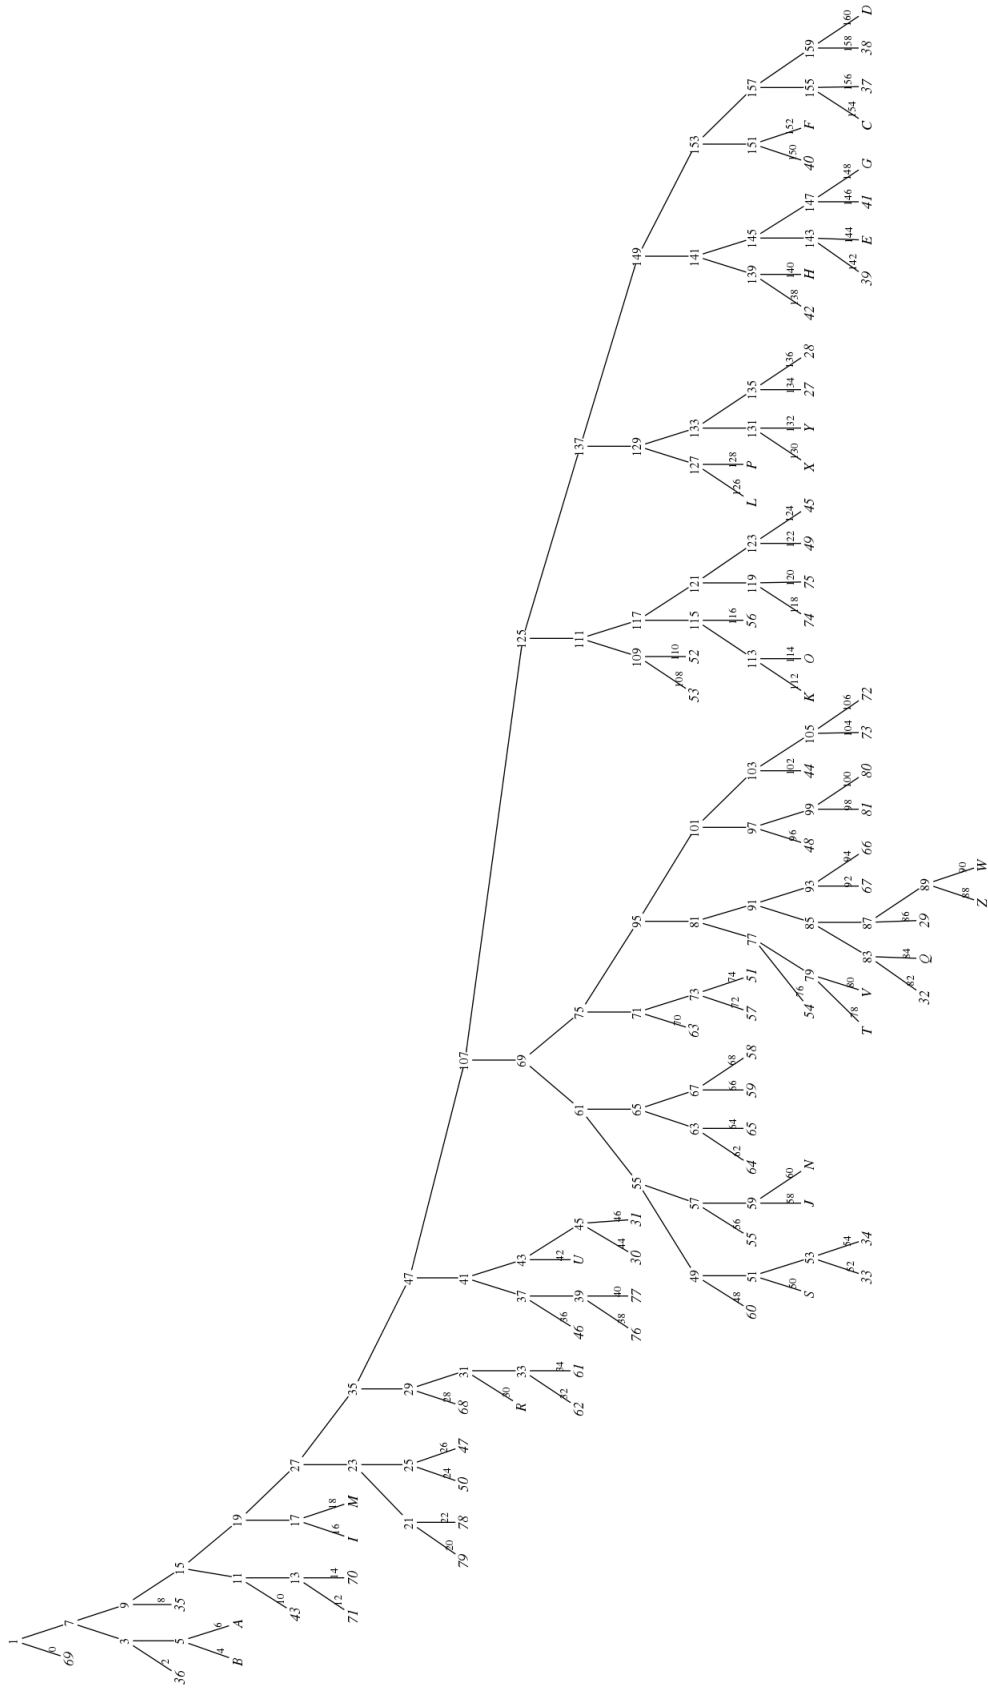 1
0
69 7
3 9
2 8
36 5 35 15
4 6
B A 11 19
10
43 13 17 27
12 14 16 18
71 70 I M 23 35
21 25 29 47
20 22 24 26 28
79 78 50 47 68 31 41 107
30
R 33 37 43 69 125
32 34 36 42
62 61 46 39 U 45 61 75 111 137
38 40 44 46
76 77 30 31 55 65 71 95 109 117 129 149
70 108 110
49 57 63 67 63 73 81 101 53 52 115 121 127 133 141 153
48 56 62 64 66 68 72 74 116 126 128
60 51 55 59 64 65 59 58 57 51 77 91 97 103 113 56 119 123 L P 131 135 139 145 151 157
50 58 60 76 96 102 112 114 118 120 122 124 130 132 134 136 138 140 150 152
S 53 J N 54 79 85 93 48 99 44 105 K O 74 75 49 45 X Y 27 28 42 H 143 147 40 F 155 159
52 54 78 80 92 94 98 100 104 106 142 144 146 148 154 156 158 160
33 34 T V 83 87 67 66 81 80 73 72 39 E 41 G C 37 38 D
82 84 86
32 Q 29 89
88 90
Z W